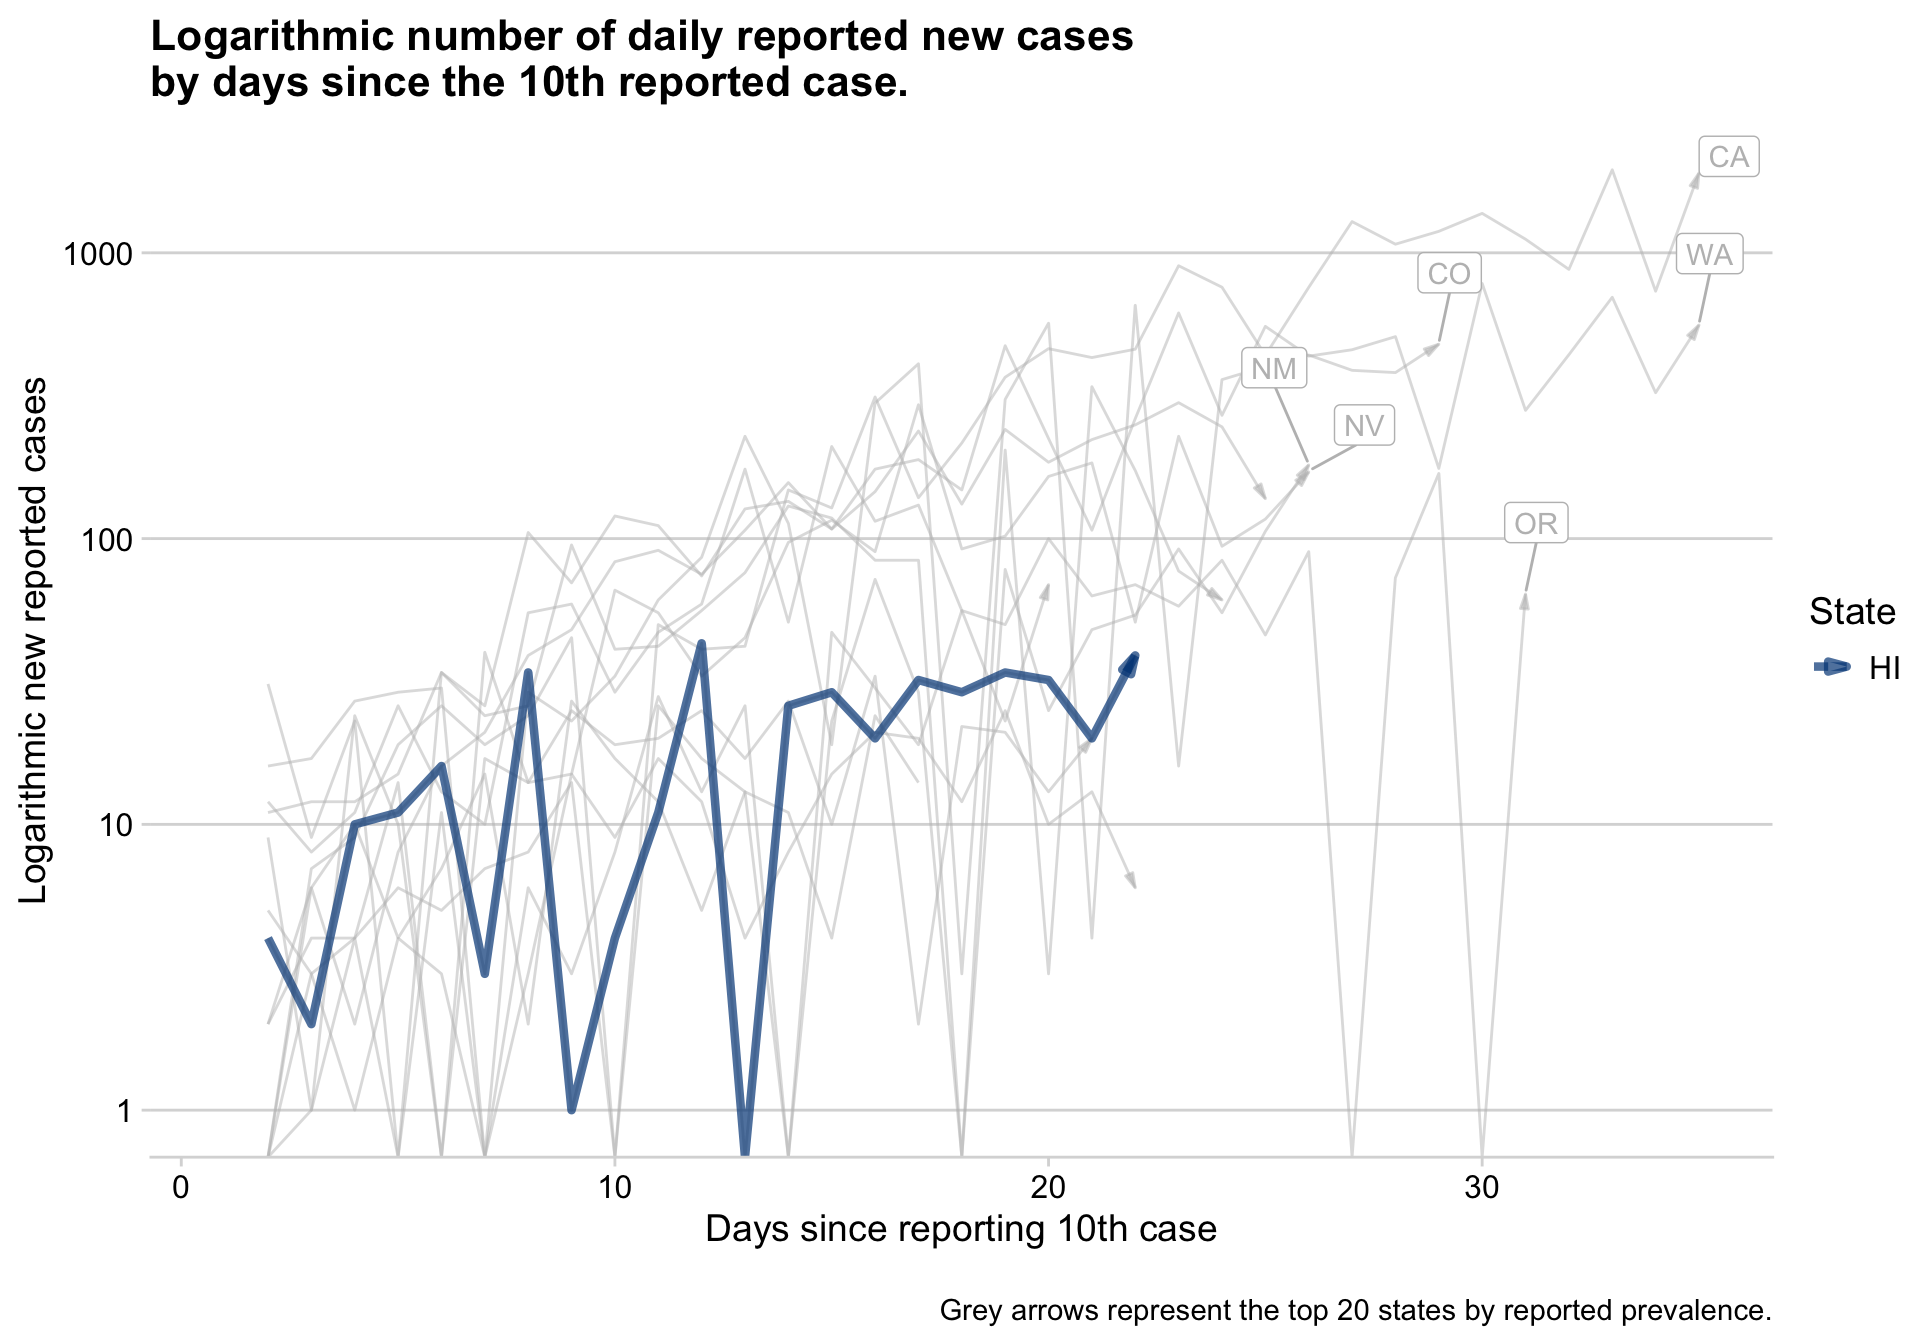 Logarithmic number of daily reported new cases
by days since the 10th reported case.
Logarithmic new reported cases
1000
100
10
1
CA
WA
CO
NM
NV
OR
State
HI
0
10
20
30
Days since reporting 10th case
Grey arrows represent the top 20 states by reported prevalence.